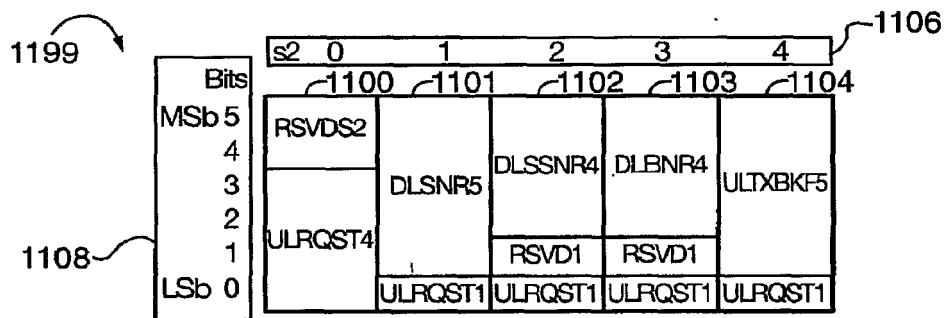 1199
1106
s2 0 1 2 3 4
Bits
1100 1101 1102 1103 1104
MSb 5
4
3
2
1
LSb 0
1108
RSVDS2
ULRQST4
DLSNR5
ULRQST1
DLSSNR4
RSVD1
ULRQST1
DLBNR4
RSVD1
ULRQST1
ULTXBKF5
ULRQST1